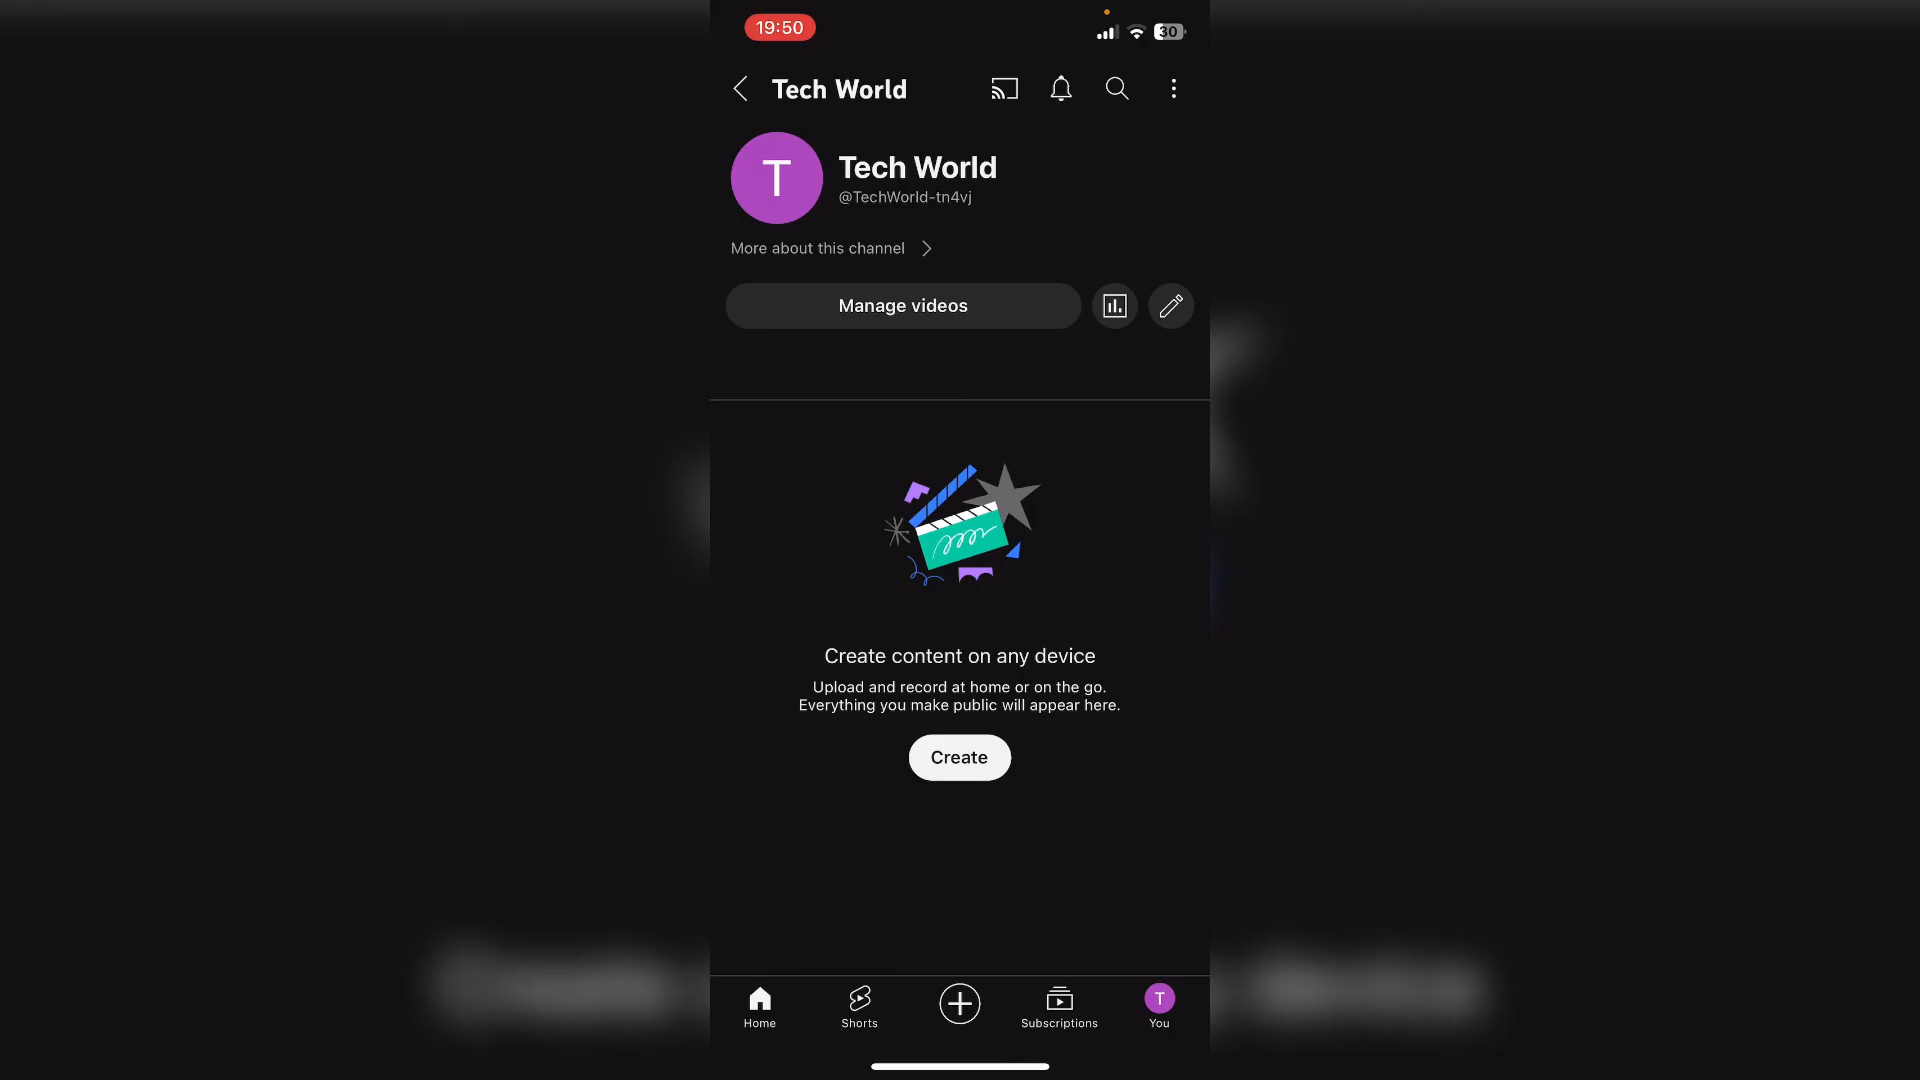 19:50
30
Tech World
T
Tech World
@TechWorld-tn4vj
More about this channel
Manage videos
Create content on any device
Upload and record at home or on the go.
Everything you make public will appear here.
Create
Home
Shorts
Subscriptions
T
You